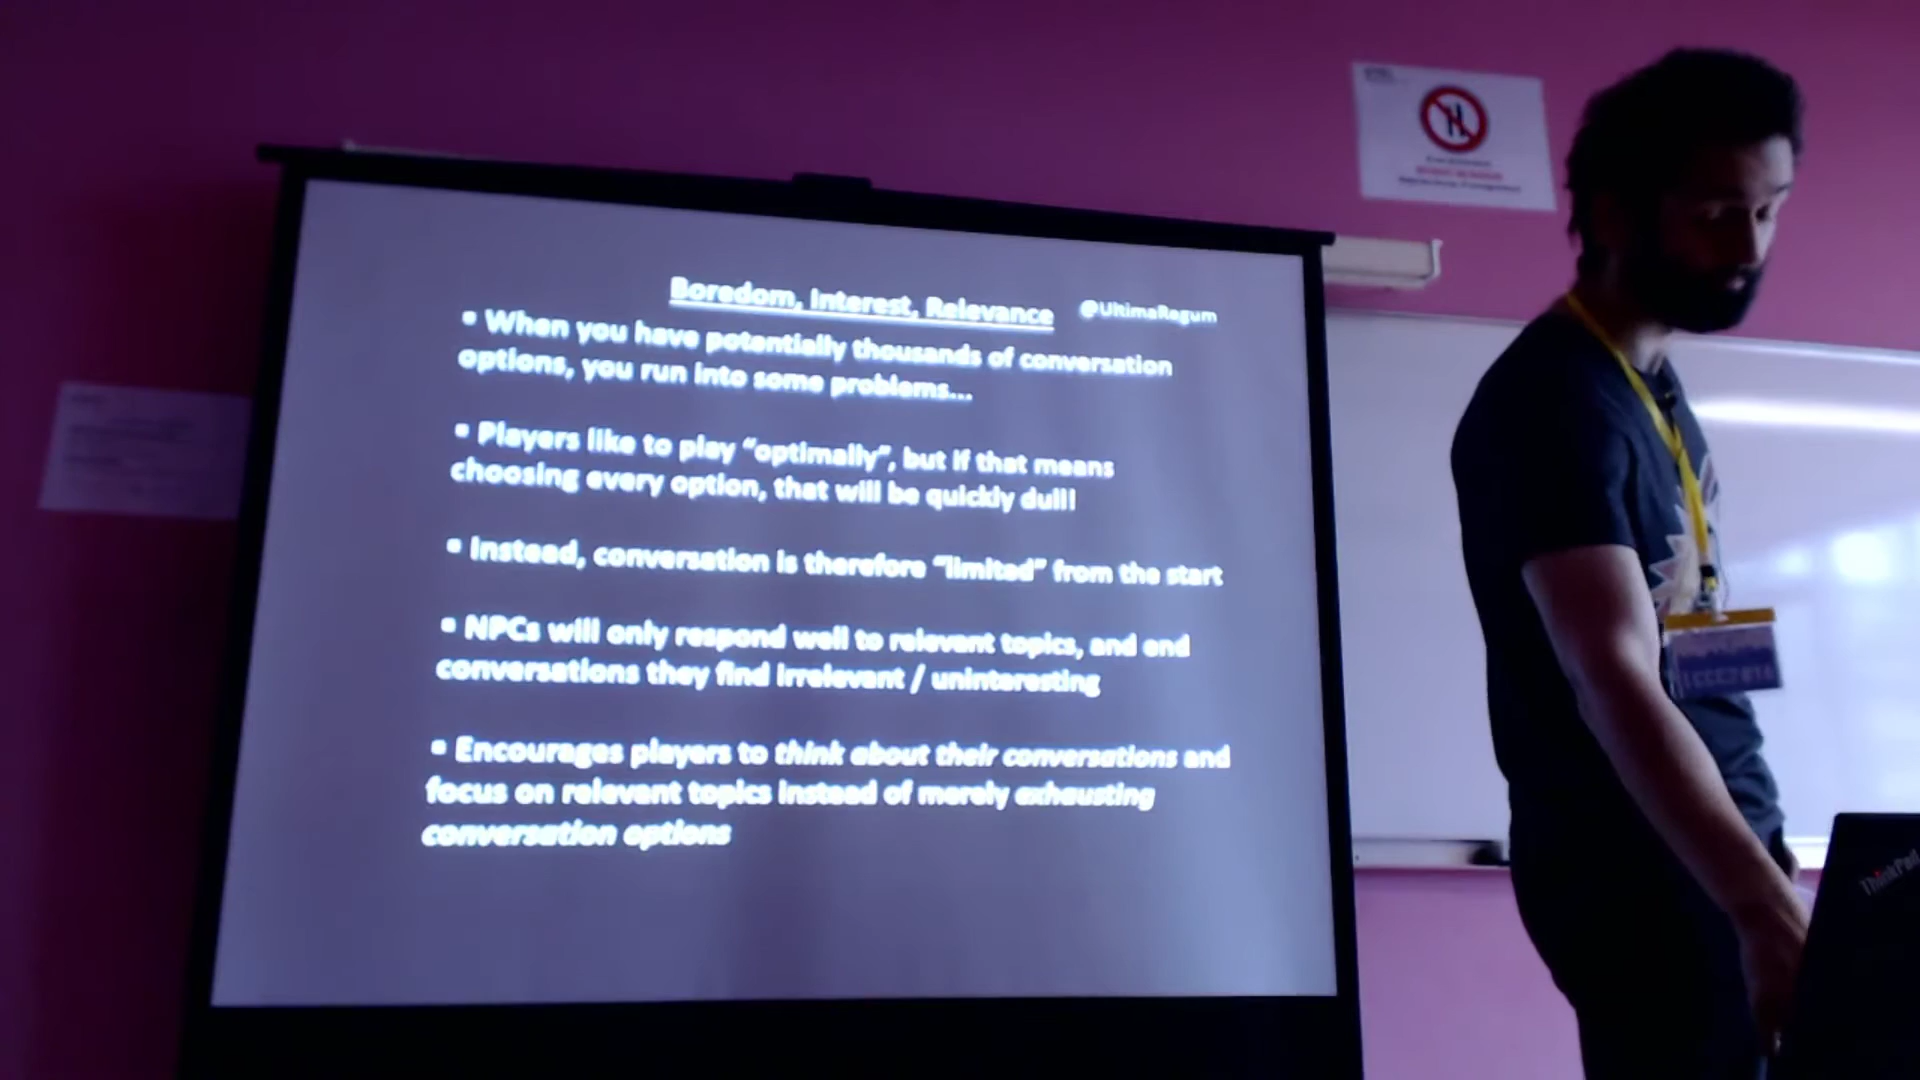 Boredom, Interest, Relevance
@UltimaRegum
▪ When you have potentially thousands of conversation
options, you run into some problems...
▪ Players like to play “optimally”, but if that means
choosing every option, that will be quickly dull!
▪ Instead, conversation is therefore “limited” from the start
▪ NPCs will only respond well to relevant topics, and end
conversations they find irrelevant / uninteresting
▪ Encourages players to think about their conversations and
focus on relevant topics instead of merely exhausting
conversation options
ThinkPad